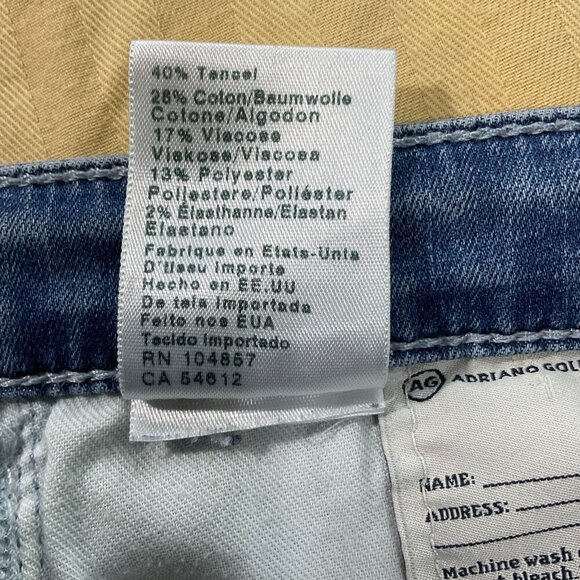 40% Tencel
28% Coton/Baumwolle
Cotone/Algodon
17% Viscose
Viskose/Viscosa
13% Polyester
Poliestere/Poliéster
2% Élasthanne/Elastan
Elastano
Fabrique en Etats-Unis
D'tissu importe
Hecho en EE.UU
De tela importada
Feito nos EUA
Tecido importado
RN 104857
CA 54612
AG ADRIANO GOL
NAME:
ADDRESS:
Machine wash
bleach